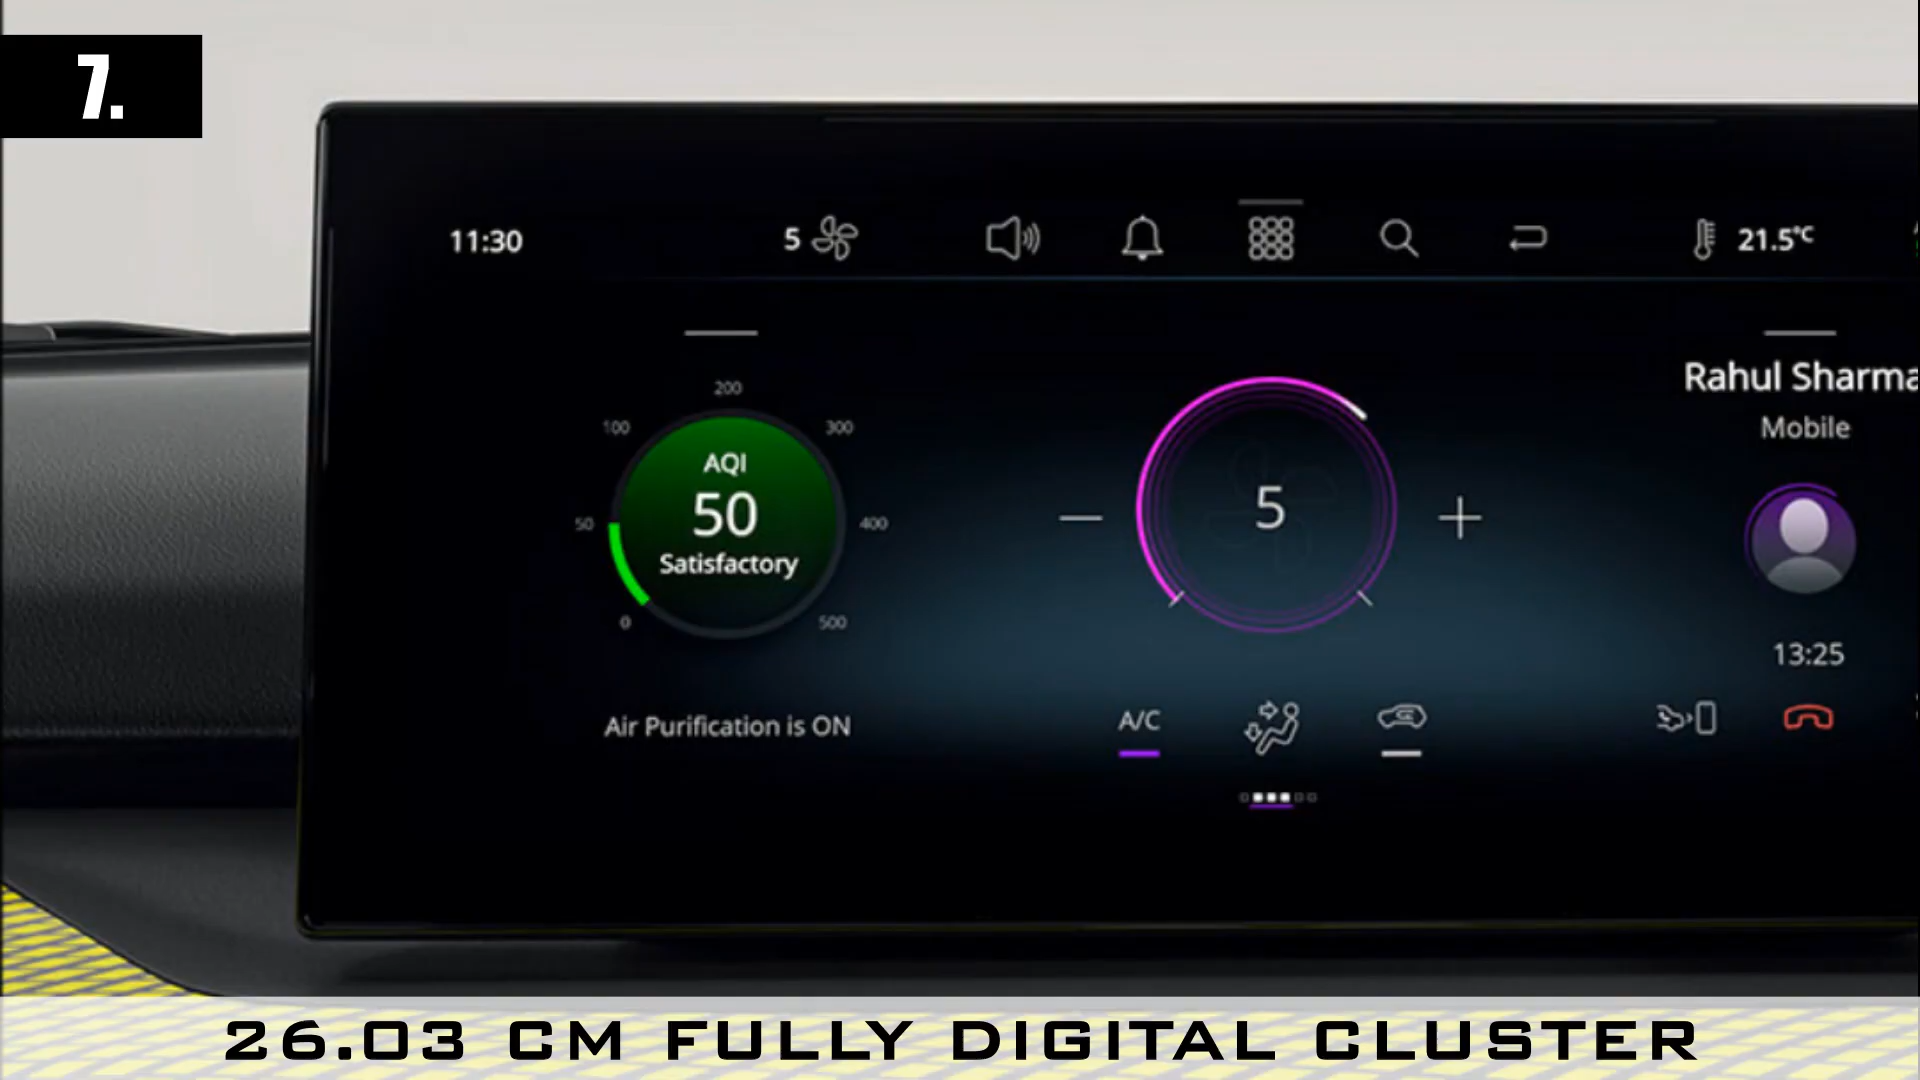 7.
11:30
5
21.5°C
200
100
300
AQI
50
Satisfactory
50
400
0
500
Air Purification is ON
5
A/C
Rahul Sharma
Mobile
13:25
26.03 CM FULLY DIGITAL CLUSTER